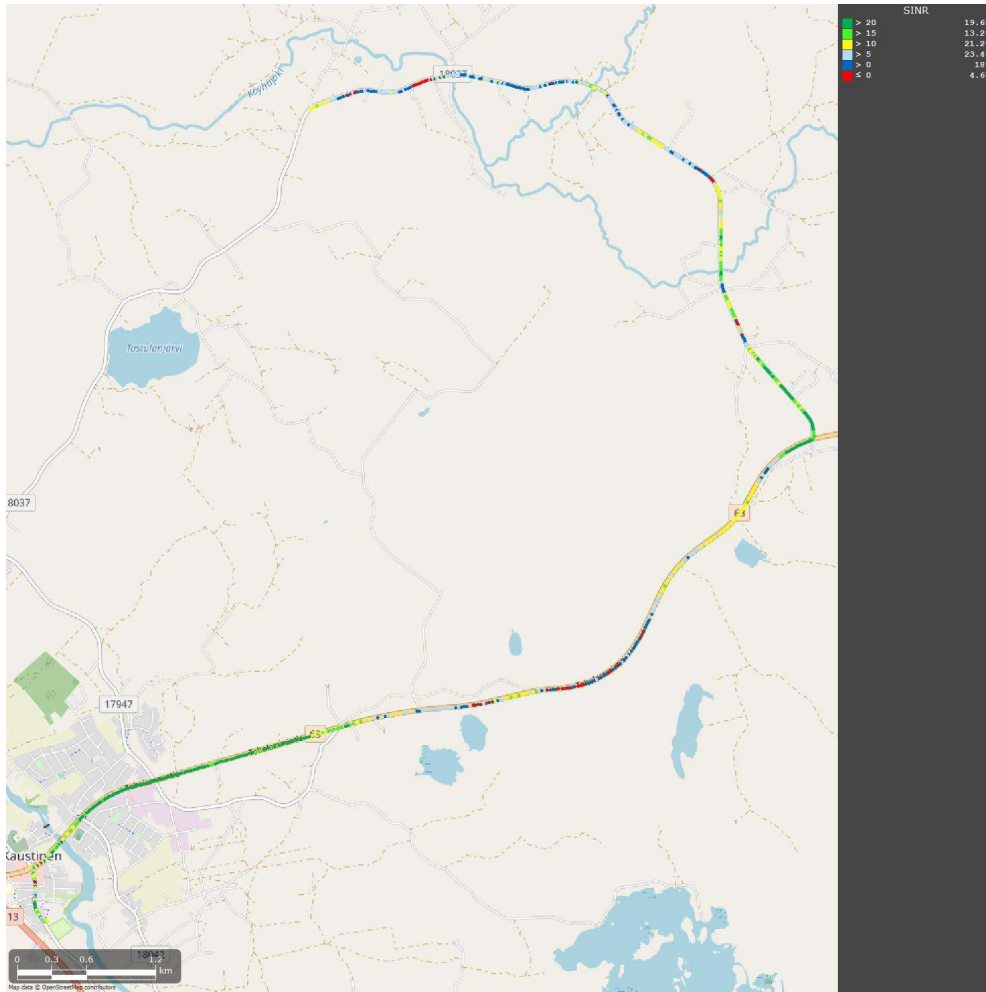 SINR
> 20 19.6
> 15 13.2
> 10 21.2
> 5 23.4
> 0 18
≤ 0 4.6
Köyhäjoki
18037
Tastulanjärvi
8037
63
63
17947
Kaustinen
13
18043
0 0.3 0.6 1.2
km
Map data © OpenStreetMap contributors